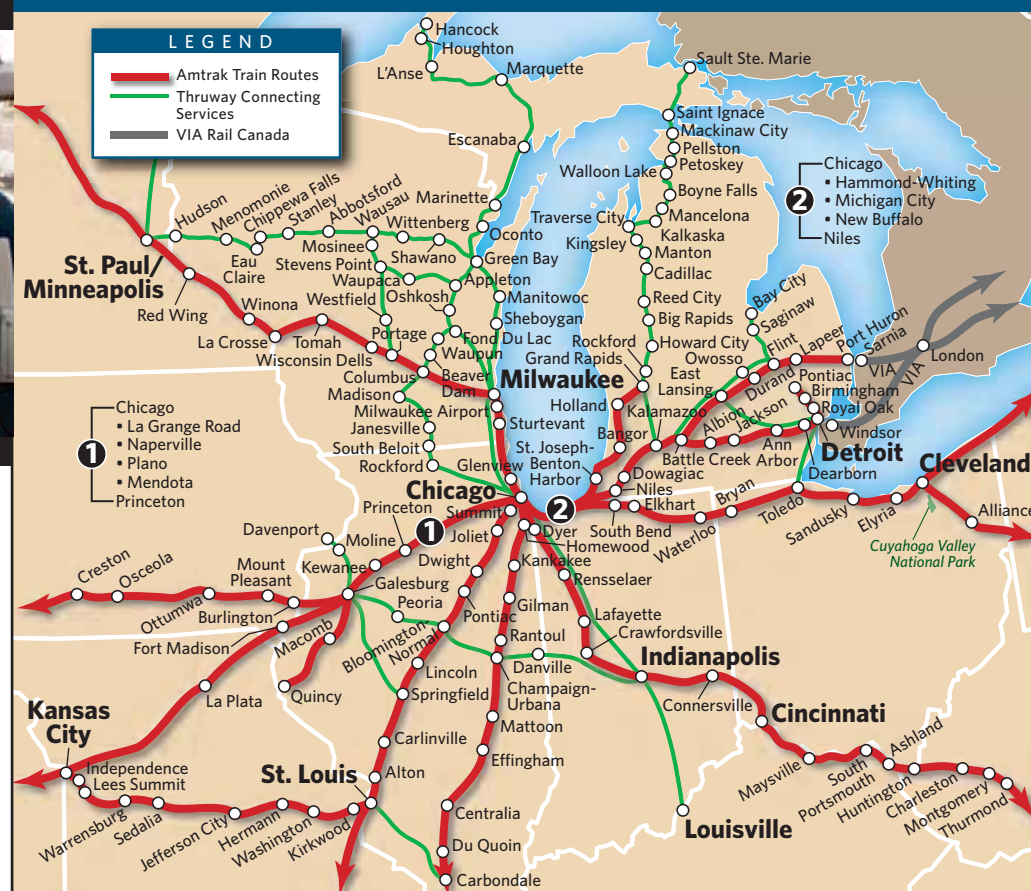 LEGEND
Amtrak Train Routes
Thruway Connecting
Services
VIA Rail Canada
Hancock
Houghton
L'Anse
Marquette
Sault Ste. Marie
Saint Ignace
Mackinaw City
Pellston
Petoskey
Walloon Lake
Boyne Falls
Mancelona
Traverse City
Kalkaska
Kingsley
Manton
Cadillac
Reed City
Big Rapids
Howard City
Rockford
Grand Rapids
2
Chicago
• Hammond-Whiting
• Michigan City
• New Buffalo
Niles
Escanaba
Marinette
Oconto
Green Bay
Hudson
Menomonie
Chippewa Falls
Stanley
Abbotsford
Wausau
Wittenberg
Eau
Claire
Mosinee
Shawano
Stevens Point
Waupaca
Appleton
Oshkosh
Manitowoc
Sheboygan
Westfield
Portage
Fond Du Lac
Waupun
Beaver
Dam
St. Paul/
Minneapolis
Red Wing
Winona
La Crosse
Tomah
Wisconsin Dells
Columbus
Madison
Milwaukee
Milwaukee Airport
Sturtevant
Janesville
South Beloit
Rockford
Glenview
Chicago
Summit
Joliet
1
Chicago
• La Grange Road
• Naperville
• Plano
• Mendota
Princeton
Bay City
Saginaw
Flint
Lapeer
Port Huron
Sarnia
VIA
VIA
London
Owosso
Durand
East
Lansing
Pontiac
Birmingham
Royal Oak
Windsor
Detroit
Dearborn
Holland
Bangor
St. Joseph-
Benton
Harbor
Kalamazoo
Battle Creek
Albion
Jackson
Ann
Arbor
Dowagiac
Niles
2
South Bend
Elkhart
Waterloo
Bryan
Toledo
Sandusky
Elyria
Cleveland
Alliance
Cuyahoga Valley
National Park
Princeton
1
Davenport
Moline
Kewanee
Galesburg
Creston
Osceola
Ottumwa
Mount
Pleasant
Burlington
Fort Madison
Macomb
Quincy
La Plata
Peoria
Bloomington-
Normal
Dwight
Pontiac
Lincoln
Springfield
Carlinville
Alton
Dyer
Homewood
Kankakee
Gilman
Rantoul
Danville
Champaign-
Urbana
Mattoon
Effingham
Centralia
Du Quoin
Carbondale
Rensselaer
Lafayette
Crawfordsville
Indianapolis
Connersville
Cincinnati
Maysville
South
Portsmouth
Ashland
Huntington
Charleston
Montgomery
Thurmond
Louisville
Kansas
City
Independence
Lees Summit
Warrensburg
Sedalia
Jefferson City
Hermann
Washington
Kirkwood
St. Louis